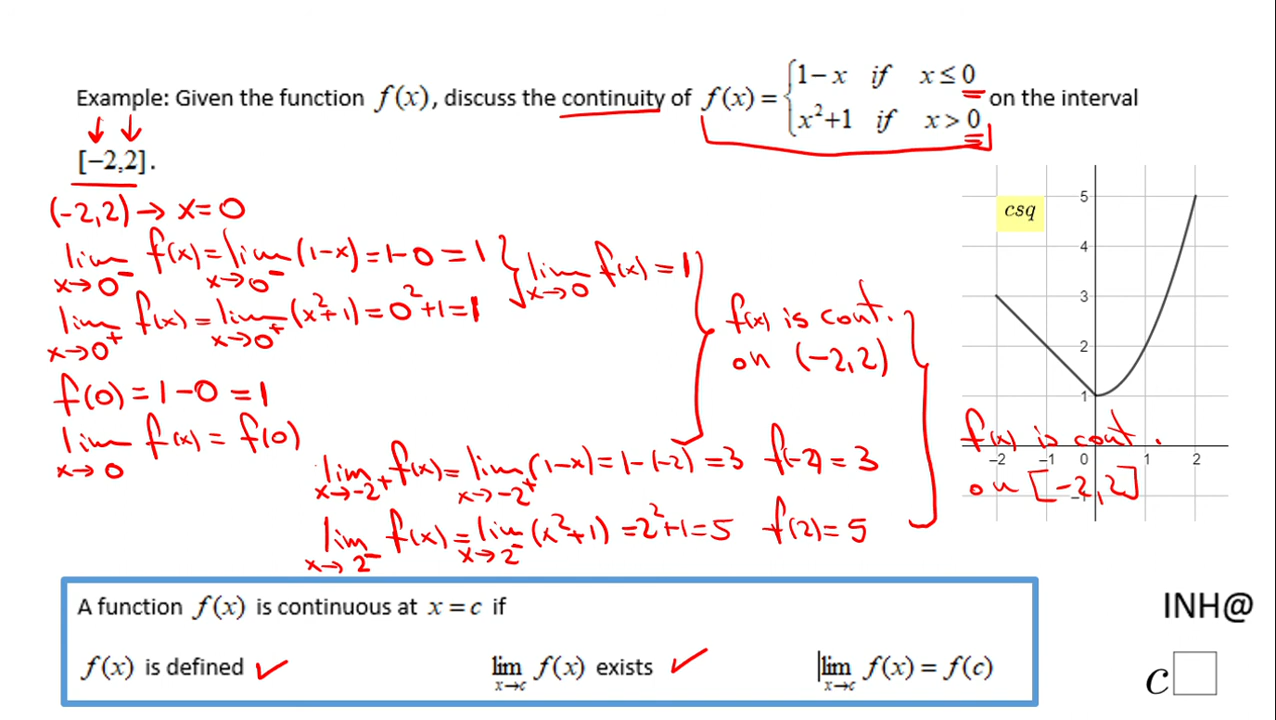 Example: Given the function f(x), discuss the continuity of f(x) = { 1−x if x ≤ 0
x²+1 if x > 0 on the interval
[−2,2].
(-2,2) → x=0
lim x→0⁻ f(x) = lim x→0⁻ (1-x) = 1-0 = 1
lim x→0⁺ f(x) = lim x→0⁺ (x²+1) = 0²+1 = 1
} lim x→0 f(x) = 1
f(0) = 1-0 = 1
lim x→0 f(x) = f(0)
f(x) is cont.
on (-2,2)
lim x→-2⁺ f(x) = lim x→-2⁺ (1-x) = 1-(-2) = 3 f(-2) = 3
lim x→2⁻ f(x) = lim x→2⁻ (x²+1) = 2²+1 = 5 f(2) = 5
csq
5
4
3
2
1
−2 −1 0 1 2
−1
f(x) is cont.
on [-2,2]
A function f(x) is continuous at x = c if
f(x) is defined ✓ lim x→c f(x) exists ✓ lim x→c f(x) = f(c)
INH@
c□